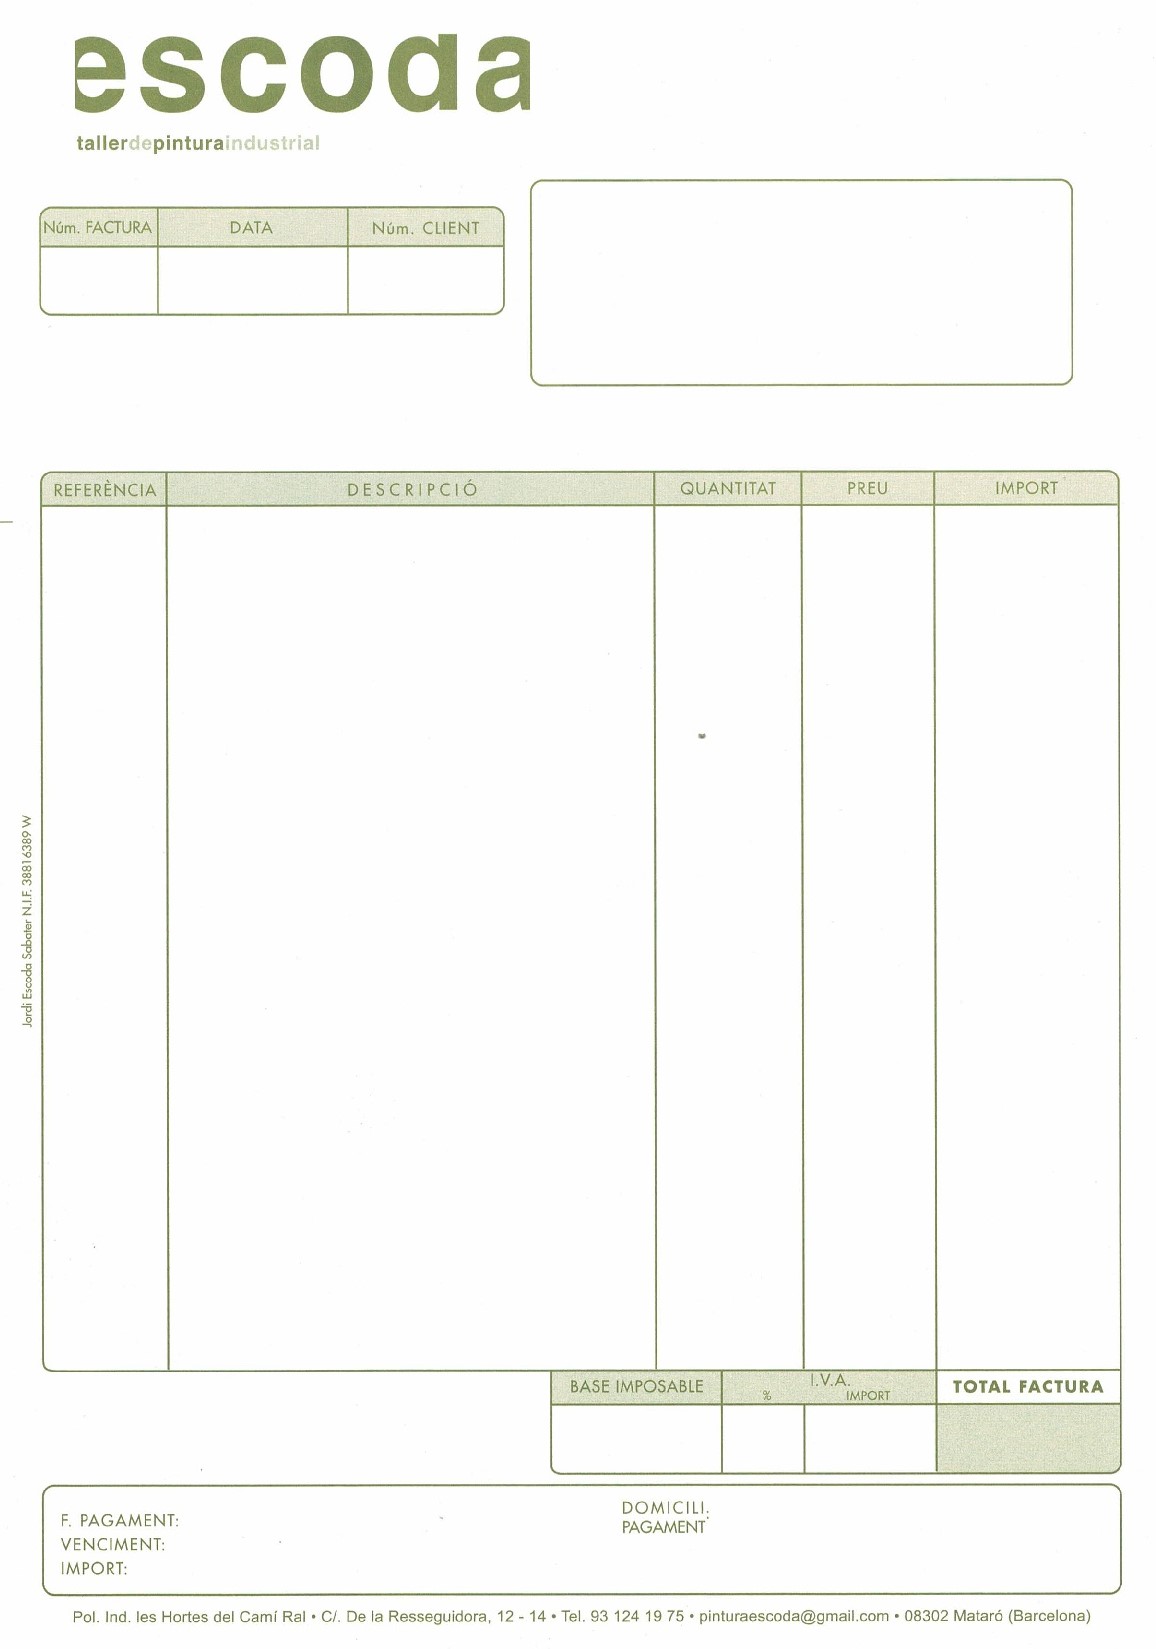 escoda
tallerdepinturaindustrial
Núm. FACTURA DATA Núm. CLIENT
REFERÈNCIA DESCRIPCIÓ QUANTITAT PREU IMPORT
Jordi Escoda Sabater N.I.F. 38816389 W
BASE IMPOSABLE I.V.A. TOTAL FACTURA
% IMPORT
F. PAGAMENT:
VENCIMENT:
IMPORT:
DOMICILI:
PAGAMENT
Pol. Ind. les Hortes del Camí Ral • C/. De la Resseguidora, 12 - 14 • Tel. 93 124 19 75 • pinturaescoda@gmail.com • 08302 Mataró (Barcelona)